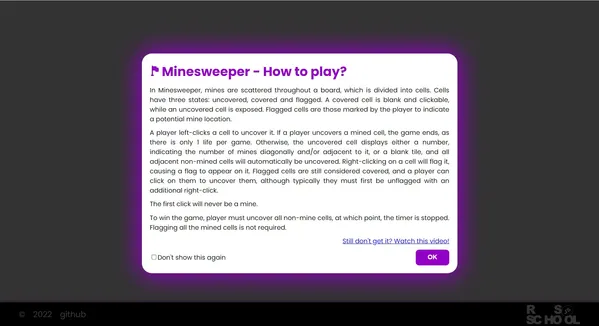 Minesweeper - How to play?
In Minesweeper, mines are scattered throughout a board, which is divided into cells. Cells
have three states: uncovered, covered and flagged. A covered cell is blank and clickable,
while an uncovered cell is exposed. Flagged cells are those marked by the player to indicate
a potential mine location.
A player left-clicks a cell to uncover it. If a player uncovers a mined cell, the game ends, as
there is only 1 life per game. Otherwise, the uncovered cell displays either a number,
indicating the number of mines diagonally and/or adjacent to it, or a blank tile, and all
adjacent non-mined cells will automatically be uncovered. Right-clicking on a cell will flag it,
causing a flag to appear on it. Flagged cells are still considered covered, and a player can
click on them to uncover them, although typically they must first be unflagged with an
additional right-click.
The first click will never be a mine.
To win the game, player must uncover all non-mine cells, at which point, the timer is stopped.
Flagging all the mined cells is not required.
Still don't get it? Watch this video!
Don't show this again
OK
© 2022 github
RS
SCHOOL